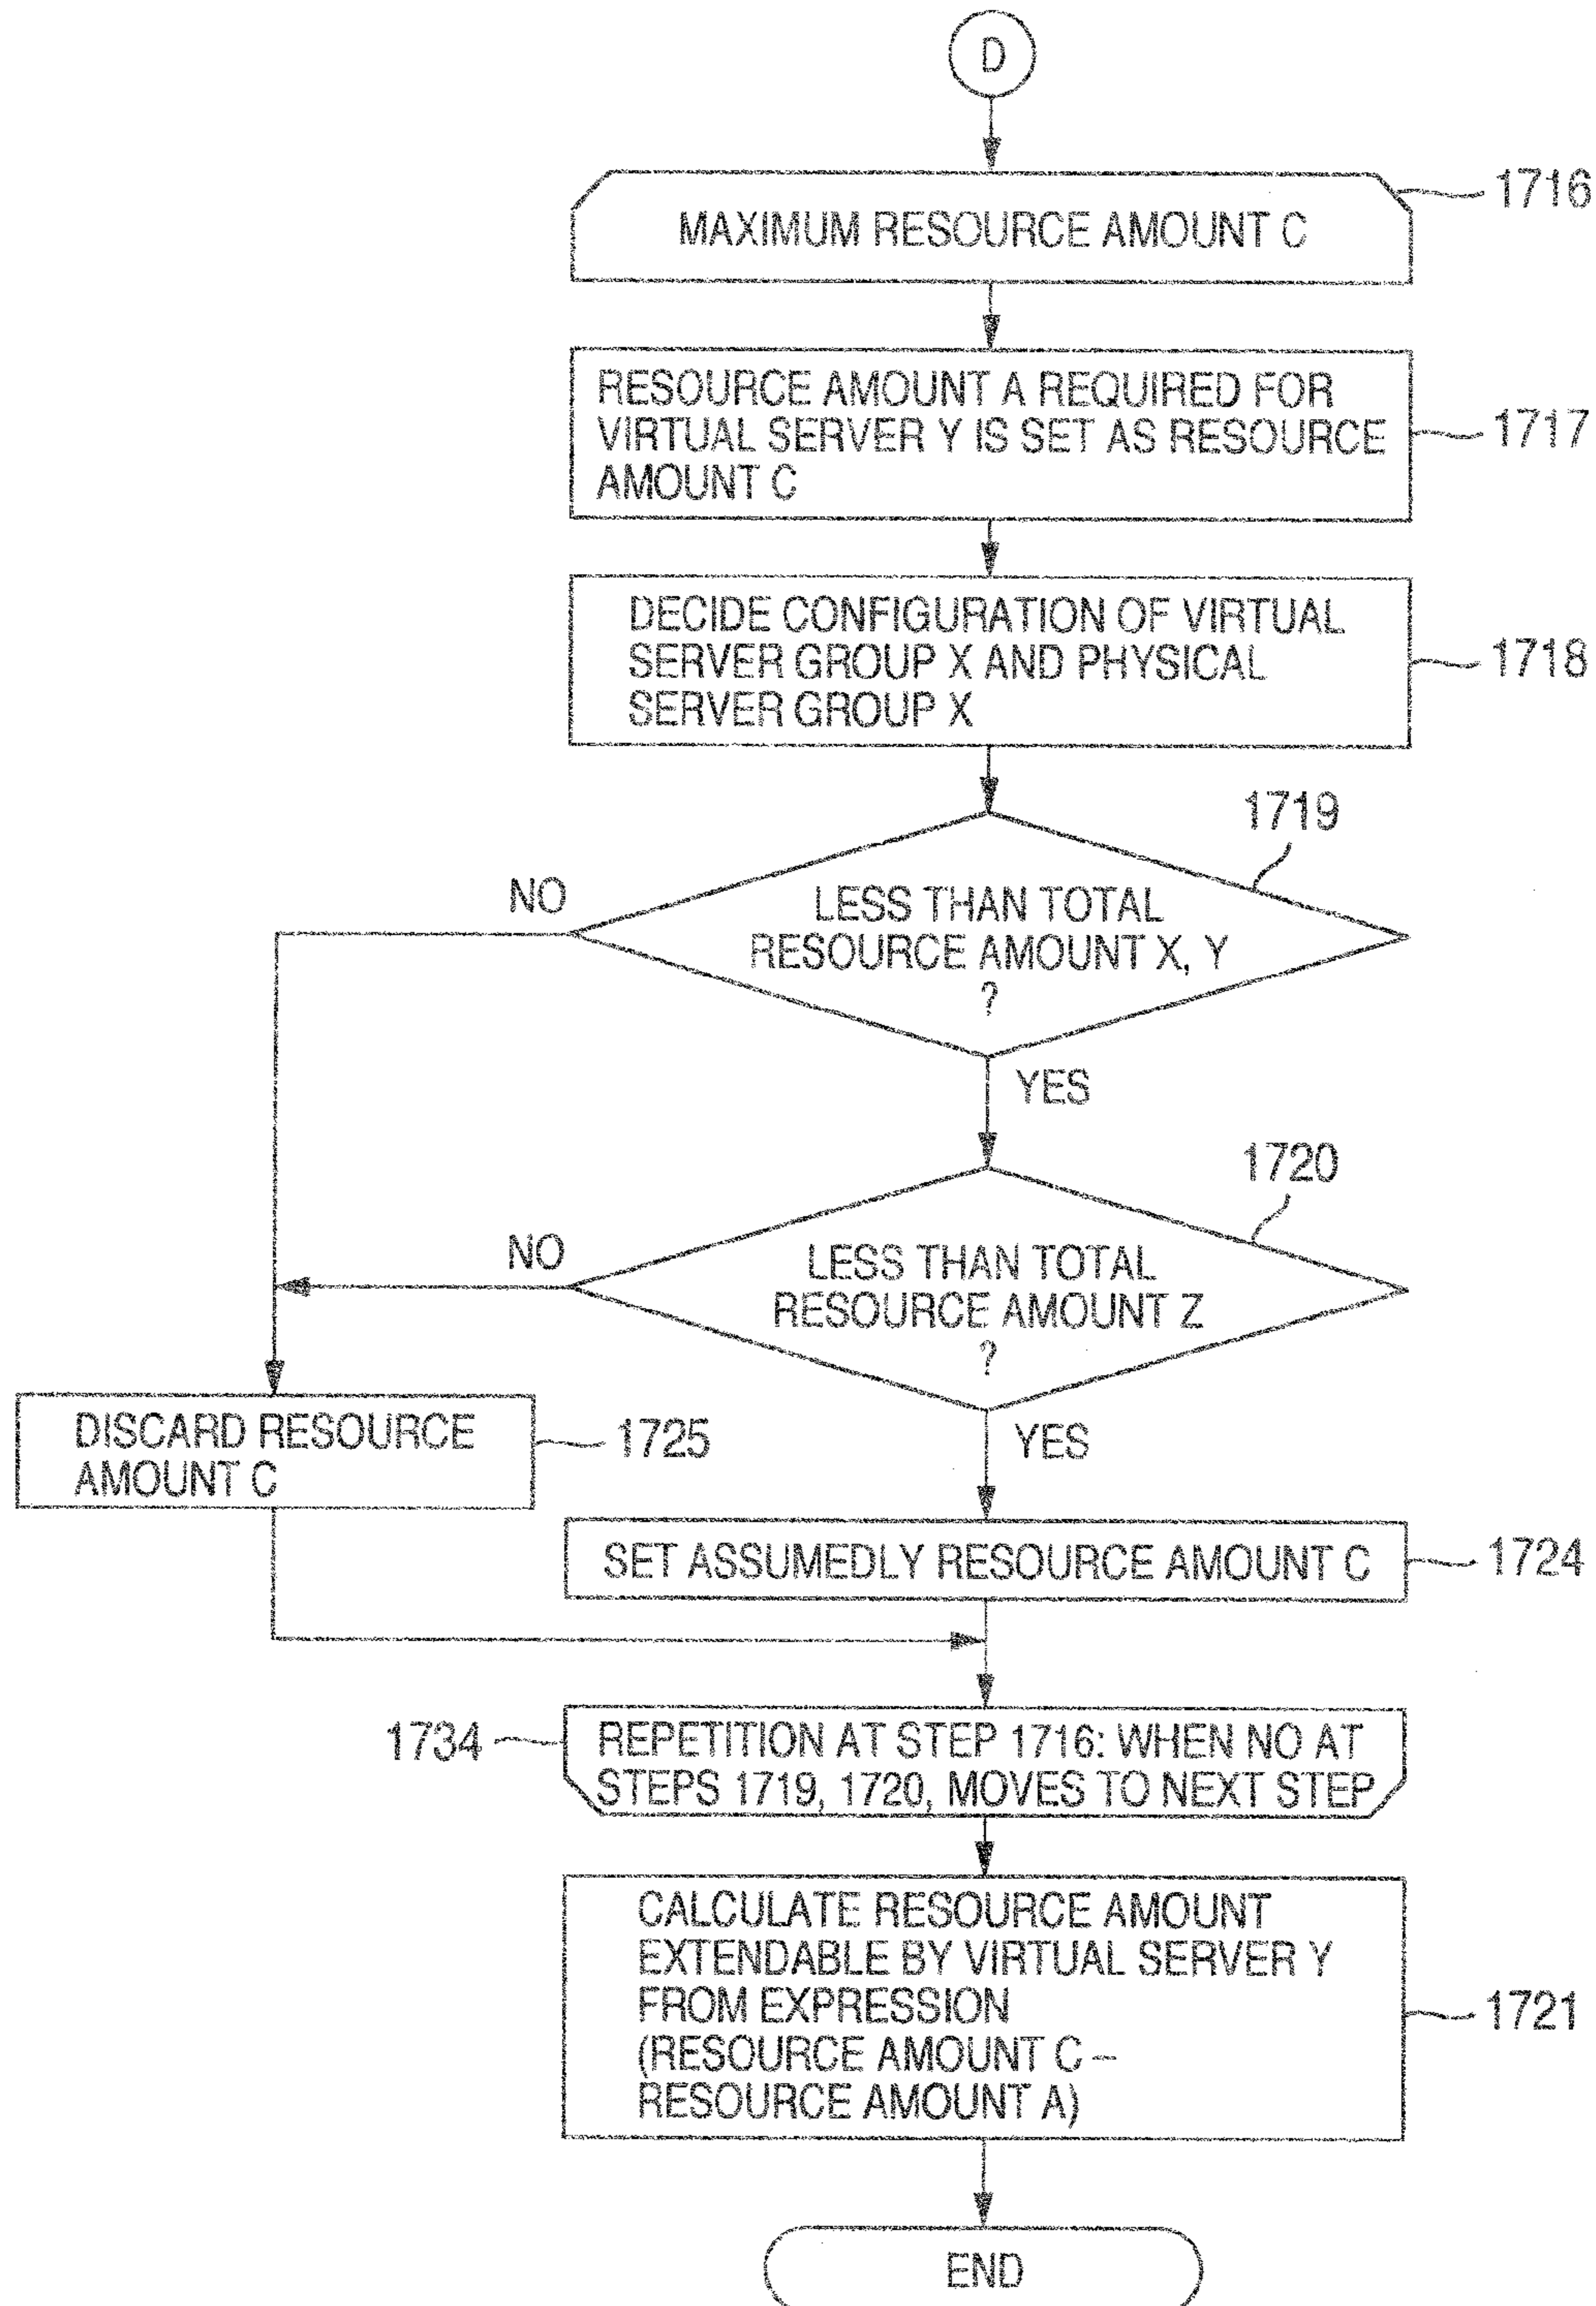 D
MAXIMUM RESOURCE AMOUNT C
1716
RESOURCE AMOUNT A REQUIRED FOR
VIRTUAL SERVER Y IS SET AS RESOURCE
AMOUNT C
1717
DECIDE CONFIGURATION OF VIRTUAL
SERVER GROUP X AND PHYSICAL
SERVER GROUP X
1718
1719
NO
LESS THAN TOTAL
RESOURCE AMOUNT X, Y
?
YES
1720
NO
LESS THAN TOTAL
RESOURCE AMOUNT Z
?
YES
DISCARD RESOURCE
AMOUNT C
1725
SET ASSUMEDLY RESOURCE AMOUNT C
1724
1734
REPETITION AT STEP 1716: WHEN NO AT
STEPS 1719, 1720, MOVES TO NEXT STEP
CALCULATE RESOURCE AMOUNT
EXTENDABLE BY VIRTUAL SERVER Y
FROM EXPRESSION
(RESOURCE AMOUNT C –
RESOURCE AMOUNT A)
1721
END